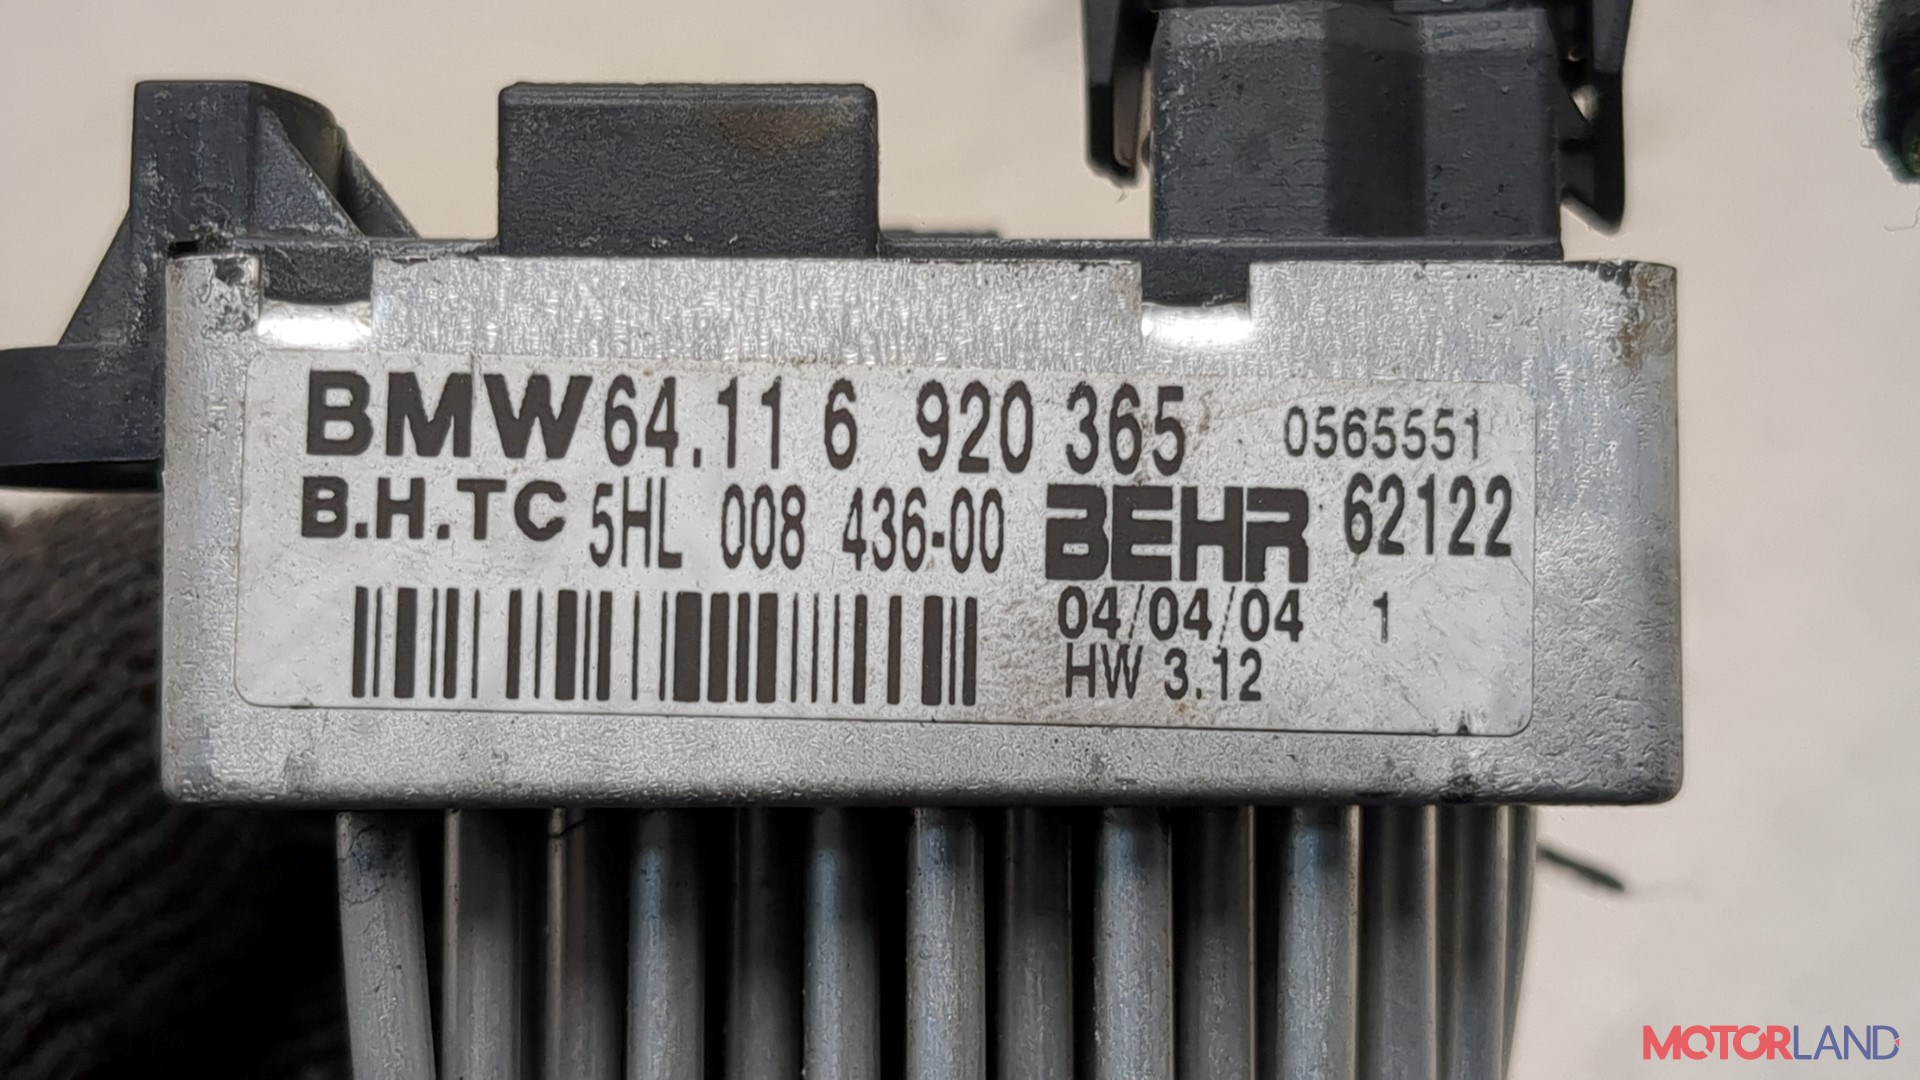 BMW 64.11 6 920 365 0565551
B.H.TC 5HL 008 436-00 BEHR 62122
04/04/04 1
HW 3.12
MOTORLAND